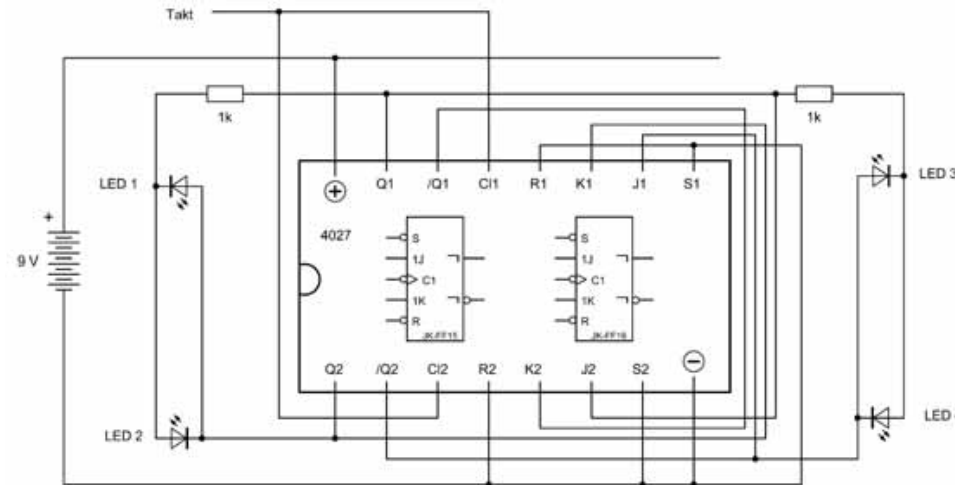 Takt
1k
1k
LED 1
LED 3
Q1 /Q1 Cl1 R1 K1 J1 S1
+
4027
+
9 V
S
1J
C1
1K
R
JK-FF15
S
1J
C1
1K
R
JK-FF16
Q2 /Q2 Cl2 R2 K2 J2 S2
LED 2
LED